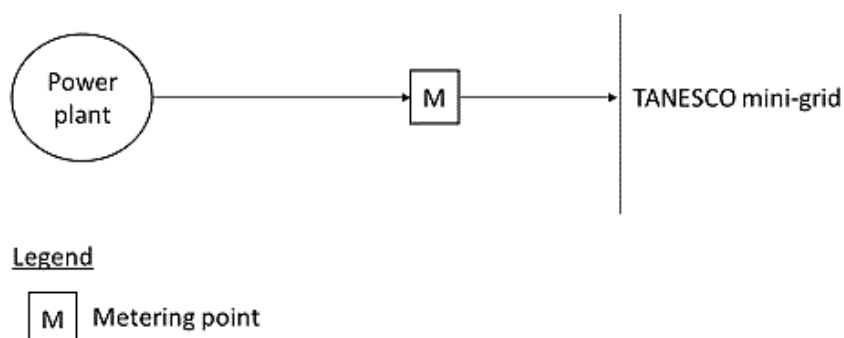 Power
plant
M
TANESCO mini-grid
Legend
M Metering point